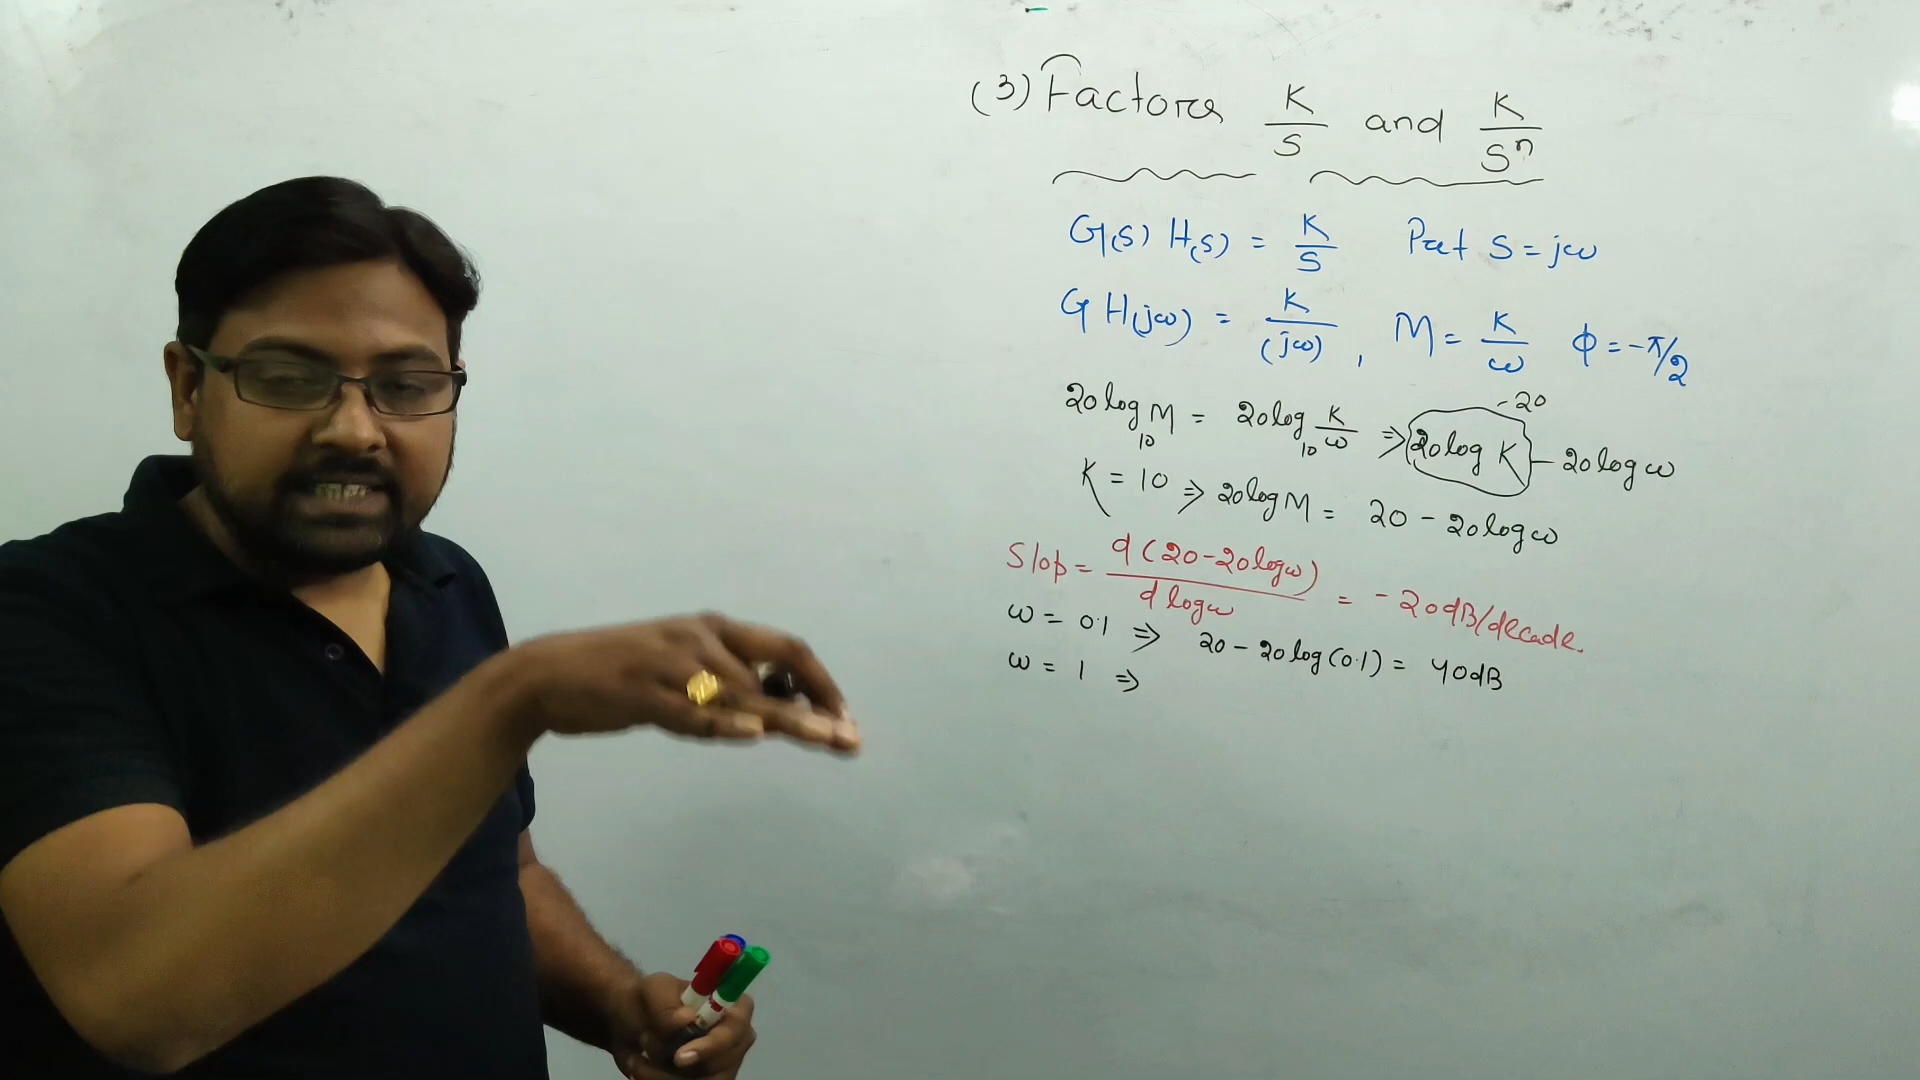 (3) Factors K/S and K/Sⁿ
G(s) H(s) = K/S Put S = jω
GH(jω) = K/(jω) , M = K/ω ϕ = -π/2
-20
20 log₁₀ M = 20 log₁₀ K/ω ⇒ 20 log K - 20 log ω
K = 10 ⇒ 20 log M = 20 - 20 log ω
Slop = d(20-20logω)/d logω = -20dB/decade.
ω = 0.1 ⇒ 20 - 20 log(0.1) = 40dB
ω = 1 ⇒